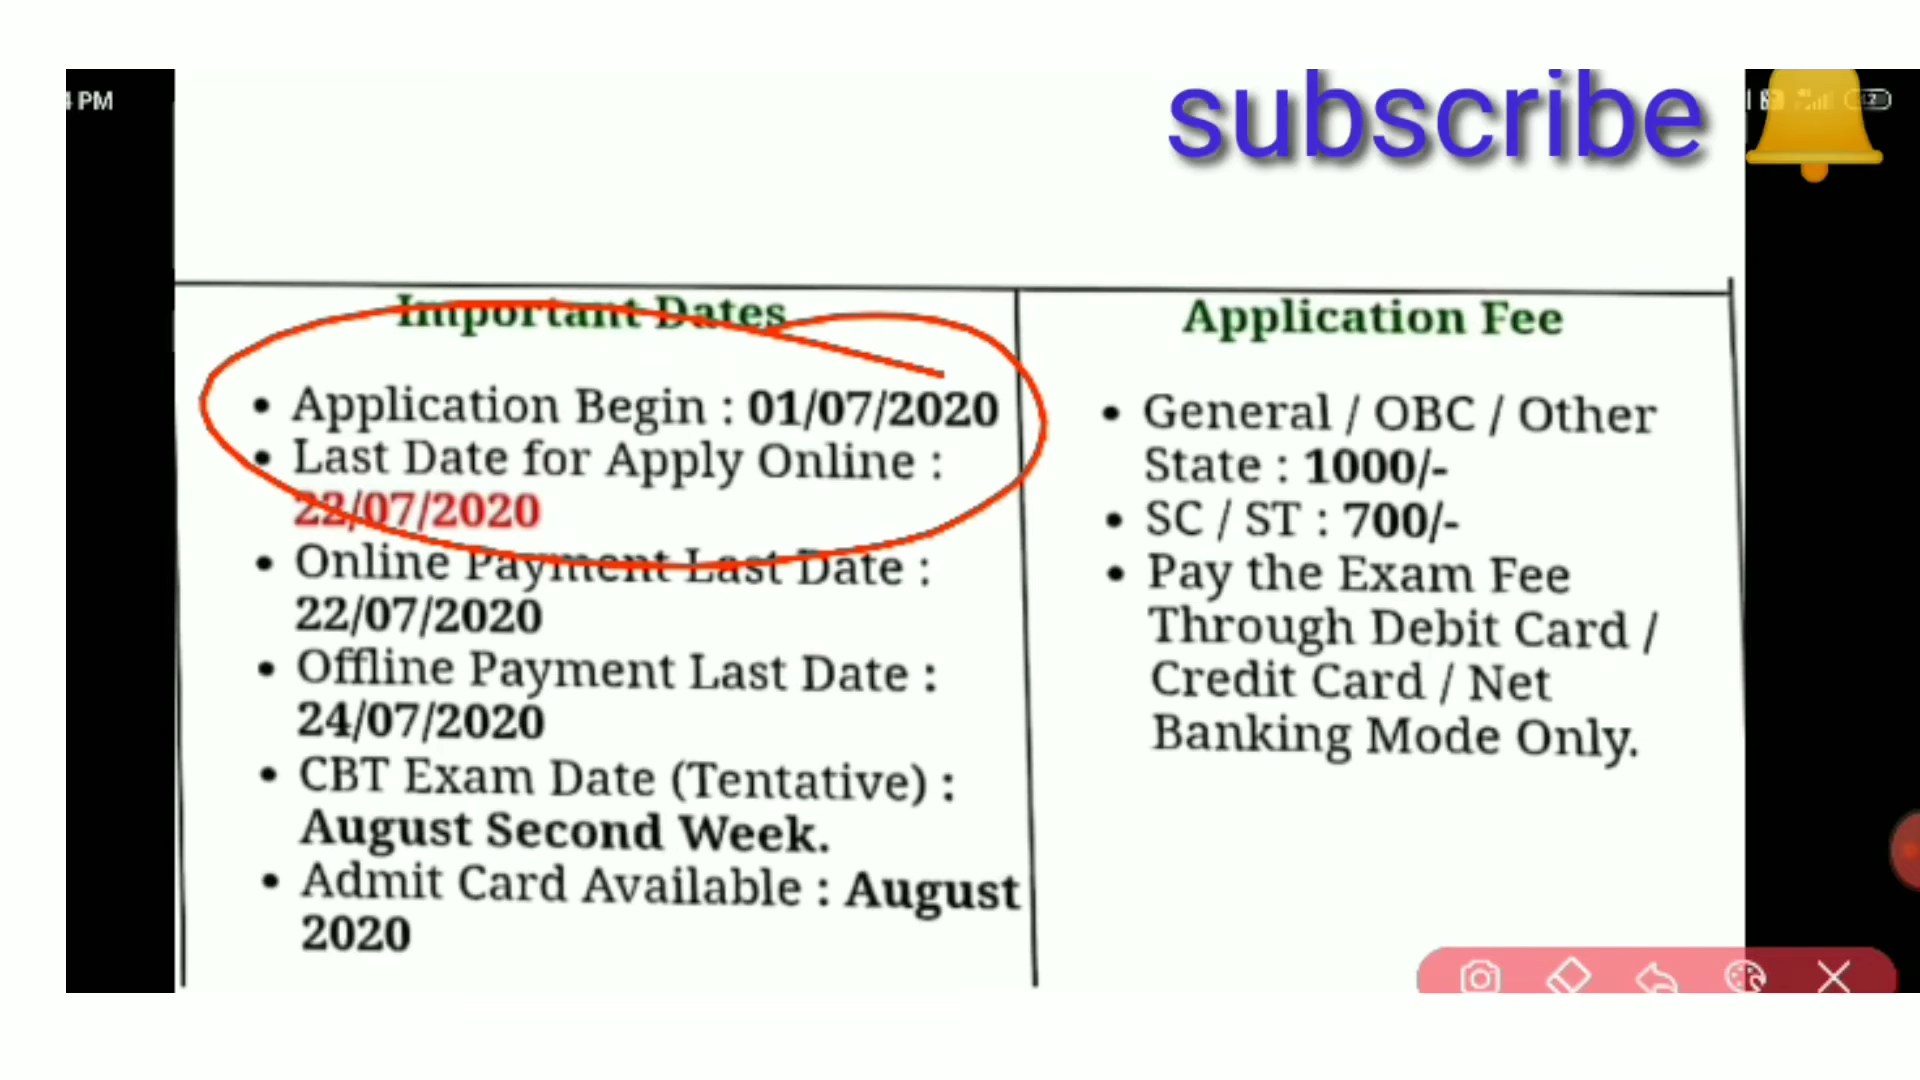 4 PM
subscribe
Important Dates
Application Begin : 01/07/2020
Last Date for Apply Online :
22/07/2020
Online Payment Last Date :
22/07/2020
Offline Payment Last Date :
24/07/2020
CBT Exam Date (Tentative) :
August Second Week.
Admit Card Available : August
2020
Application Fee
General / OBC / Other
State : 1000/-
SC / ST : 700/-
Pay the Exam Fee
Through Debit Card /
Credit Card / Net
Banking Mode Only.